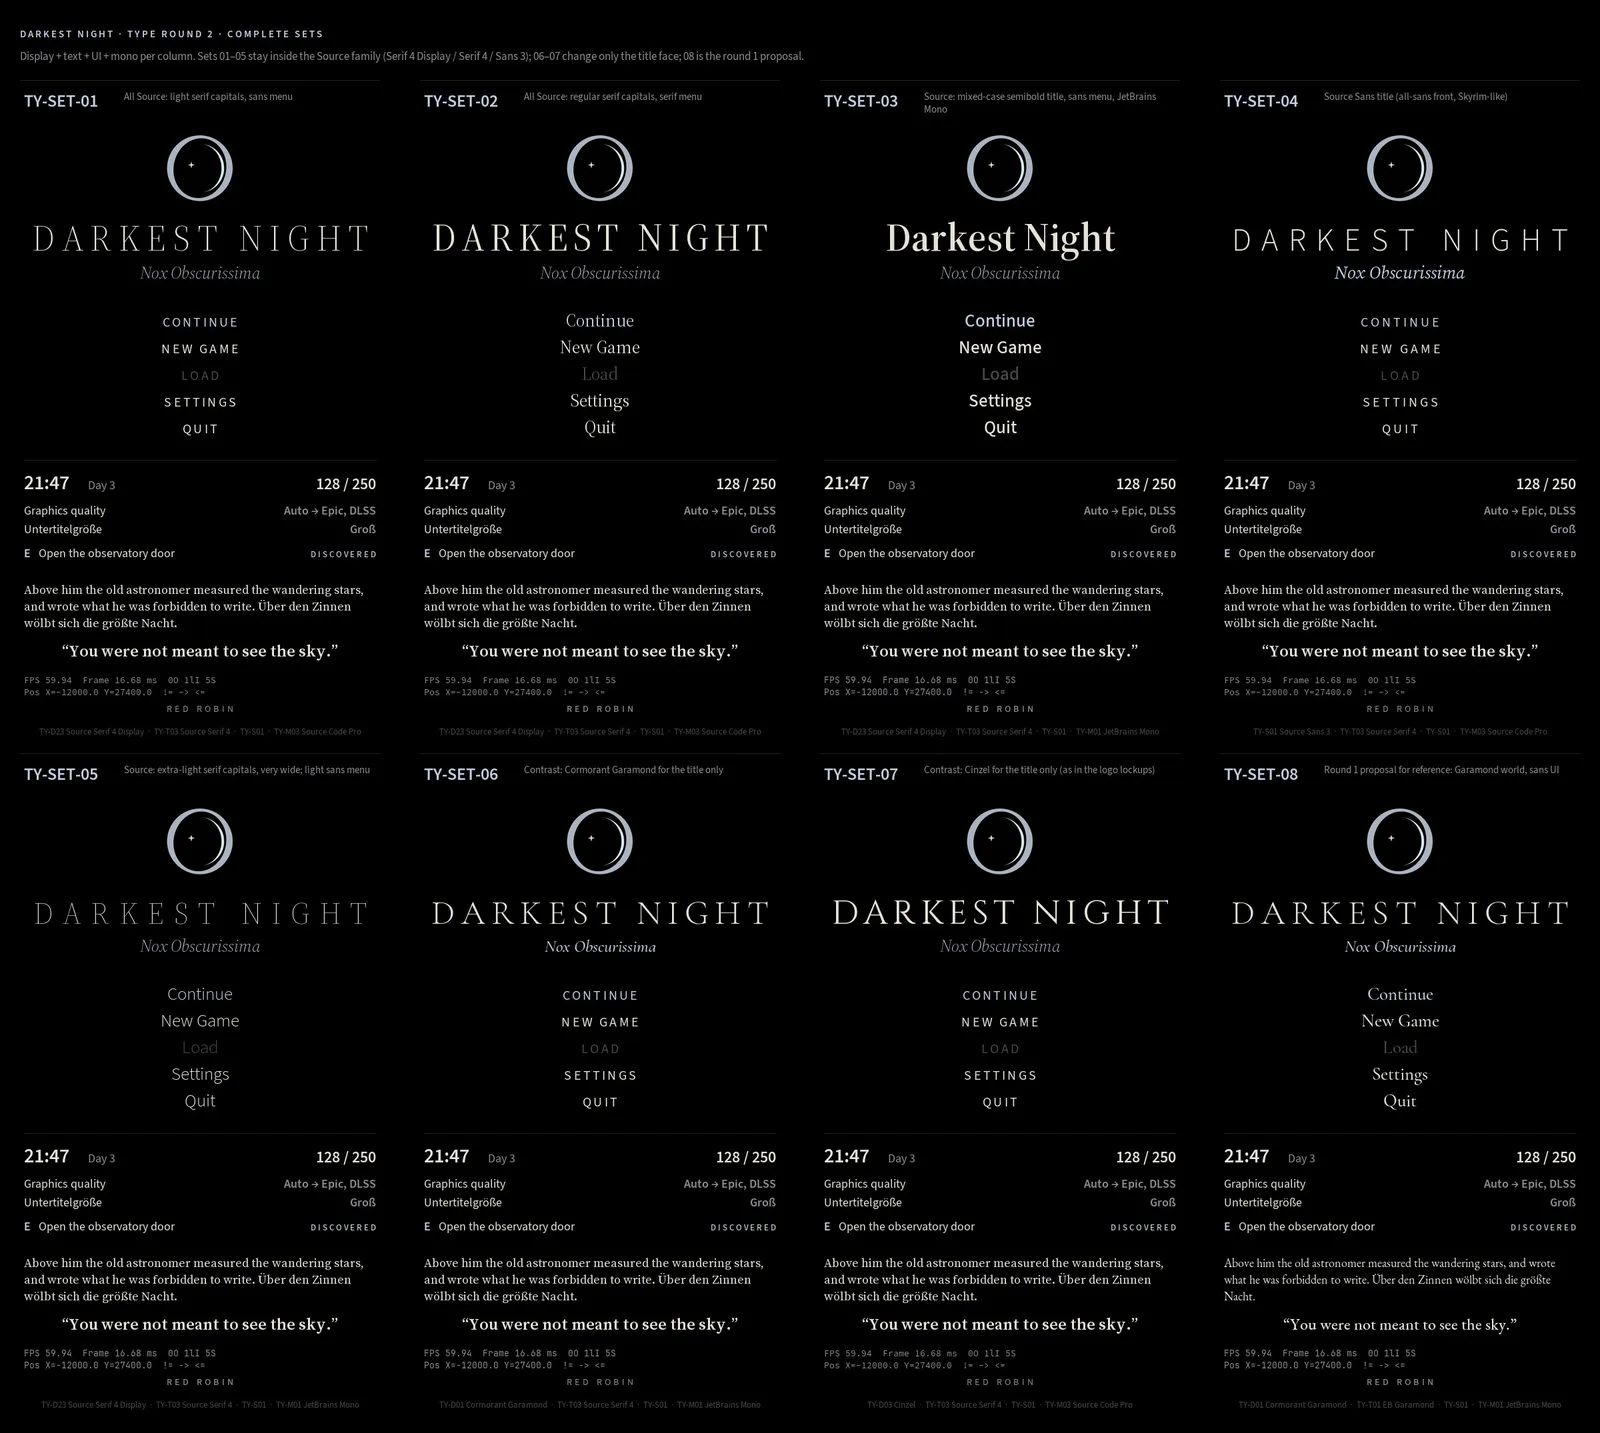 DARKEST NIGHT · TYPE ROUND 2 · COMPLETE SETS
Display + text + UI + mono per column. Sets 01–05 stay inside the Source family (Serif 4 Display / Serif 4 / Sans 3); 06–07 change only the title face; 08 is the round 1 proposal.
TY-SET-01
All Source: light serif capitals, sans menu
DARKEST NIGHT
Nox Obscurissima
CONTINUE
NEW GAME
LOAD
SETTINGS
QUIT
21:47 Day 3 128 / 250
Graphics quality Auto → Epic, DLSS
Untertitelgröße Groß
E Open the observatory door DISCOVERED
Above him the old astronomer measured the wandering stars,
and wrote what he was forbidden to write. Über den Zinnen
wölbt sich die größte Nacht.
“You were not meant to see the sky.”
FPS 59.94 Frame 16.68 ms 0O 1lI 5S
Pos X=-12000.0 Y=27400.0 != -> <=
RED ROBIN
TY-D23 Source Serif 4 Display · TY-T03 Source Serif 4 · TY-S01 · TY-M03 Source Code Pro
TY-SET-02
All Source: regular serif capitals, serif menu
DARKEST NIGHT
Nox Obscurissima
Continue
New Game
Load
Settings
Quit
21:47 Day 3 128 / 250
Graphics quality Auto → Epic, DLSS
Untertitelgröße Groß
E Open the observatory door DISCOVERED
Above him the old astronomer measured the wandering stars,
and wrote what he was forbidden to write. Über den Zinnen
wölbt sich die größte Nacht.
“You were not meant to see the sky.”
FPS 59.94 Frame 16.68 ms 0O 1lI 5S
Pos X=-12000.0 Y=27400.0 != -> <=
RED ROBIN
TY-D23 Source Serif 4 Display · TY-T03 Source Serif 4 · TY-S01 · TY-M03 Source Code Pro
TY-SET-03
Source: mixed-case semibold title, sans menu, JetBrains
Mono
Darkest Night
Nox Obscurissima
Continue
New Game
Load
Settings
Quit
21:47 Day 3 128 / 250
Graphics quality Auto → Epic, DLSS
Untertitelgröße Groß
E Open the observatory door DISCOVERED
Above him the old astronomer measured the wandering stars,
and wrote what he was forbidden to write. Über den Zinnen
wölbt sich die größte Nacht.
“You were not meant to see the sky.”
FPS 59.94 Frame 16.68 ms 0O 1lI 5S
Pos X=-12000.0 Y=27400.0 != -> <=
RED ROBIN
TY-D23 Source Serif 4 Display · TY-T03 Source Serif 4 · TY-S01 · TY-M01 JetBrains Mono
TY-SET-04
Source Sans title (all-sans front, Skyrim-like)
DARKEST NIGHT
Nox Obscurissima
CONTINUE
NEW GAME
LOAD
SETTINGS
QUIT
21:47 Day 3 128 / 250
Graphics quality Auto → Epic, DLSS
Untertitelgröße Groß
E Open the observatory door DISCOVERED
Above him the old astronomer measured the wandering stars,
and wrote what he was forbidden to write. Über den Zinnen
wölbt sich die größte Nacht.
“You were not meant to see the sky.”
FPS 59.94 Frame 16.68 ms 0O 1lI 5S
Pos X=-12000.0 Y=27400.0 != -> <=
RED ROBIN
TY-S01 Source Sans 3 · TY-T03 Source Serif 4 · TY-S01 · TY-M03 Source Code Pro
TY-SET-05
Source: extra-light serif capitals, very wide; light sans menu
DARKEST NIGHT
Nox Obscurissima
Continue
New Game
Load
Settings
Quit
21:47 Day 3 128 / 250
Graphics quality Auto → Epic, DLSS
Untertitelgröße Groß
E Open the observatory door DISCOVERED
Above him the old astronomer measured the wandering stars,
and wrote what he was forbidden to write. Über den Zinnen
wölbt sich die größte Nacht.
“You were not meant to see the sky.”
FPS 59.94 Frame 16.68 ms 0O 1lI 5S
Pos X=-12000.0 Y=27400.0 != -> <=
RED ROBIN
TY-D23 Source Serif 4 Display · TY-T03 Source Serif 4 · TY-S01 · TY-M01 JetBrains Mono
TY-SET-06
Contrast: Cormorant Garamond for the title only
DARKEST NIGHT
Nox Obscurissima
CONTINUE
NEW GAME
LOAD
SETTINGS
QUIT
21:47 Day 3 128 / 250
Graphics quality Auto → Epic, DLSS
Untertitelgröße Groß
E Open the observatory door DISCOVERED
Above him the old astronomer measured the wandering stars,
and wrote what he was forbidden to write. Über den Zinnen
wölbt sich die größte Nacht.
“You were not meant to see the sky.”
FPS 59.94 Frame 16.68 ms 0O 1lI 5S
Pos X=-12000.0 Y=27400.0 != -> <=
RED ROBIN
TY-D01 Cormorant Garamond · TY-T03 Source Serif 4 · TY-S01 · TY-M01 JetBrains Mono
TY-SET-07
Contrast: Cinzel for the title only (as in the logo lockups)
DARKEST NIGHT
Nox Obscurissima
CONTINUE
NEW GAME
LOAD
SETTINGS
QUIT
21:47 Day 3 128 / 250
Graphics quality Auto → Epic, DLSS
Untertitelgröße Groß
E Open the observatory door DISCOVERED
Above him the old astronomer measured the wandering stars,
and wrote what he was forbidden to write. Über den Zinnen
wölbt sich die größte Nacht.
“You were not meant to see the sky.”
FPS 59.94 Frame 16.68 ms 0O 1lI 5S
Pos X=-12000.0 Y=27400.0 != -> <=
RED ROBIN
TY-D03 Cinzel · TY-T03 Source Serif 4 · TY-S01 · TY-M03 Source Code Pro
TY-SET-08
Round 1 proposal for reference: Garamond world, sans UI
DARKEST NIGHT
Nox Obscurissima
Continue
New Game
Load
Settings
Quit
21:47 Day 3 128 / 250
Graphics quality Auto → Epic, DLSS
Untertitelgröße Groß
E Open the observatory door DISCOVERED
Above him the old astronomer measured the wandering stars, and wrote
what he was forbidden to write. Über den Zinnen wölbt sich die größte
Nacht.
“You were not meant to see the sky.”
FPS 59.94 Frame 16.68 ms 0O 1lI 5S
Pos X=-12000.0 Y=27400.0 != -> <=
RED ROBIN
TY-D01 Cormorant Garamond · TY-T01 EB Garamond · TY-S01 · TY-M01 JetBrains Mono